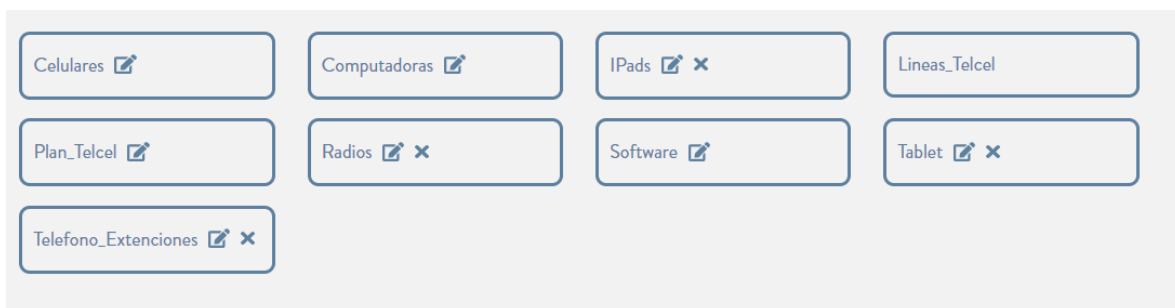 Celulares
Computadoras
IPads
Lineas_Telcel
Plan_Telcel
Radios
Software
Tablet
Telefono_Extenciones